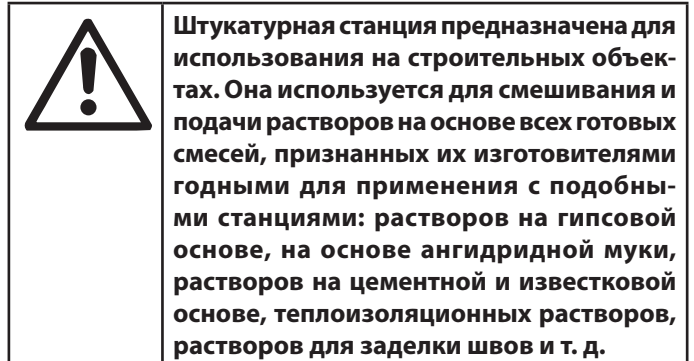 Штукатурная станция предназначена для
использования на строительных объек-
тах. Она используется для смешивания и
подачи растворов на основе всех готовых
смесей, признанных их изготовителями
годными для применения с подобны-
ми станциями: растворов на гипсовой
основе, на основе ангидридной муки,
растворов на цементной и известковой
основе, теплоизоляционных растворов,
растворов для заделки швов и т. д.